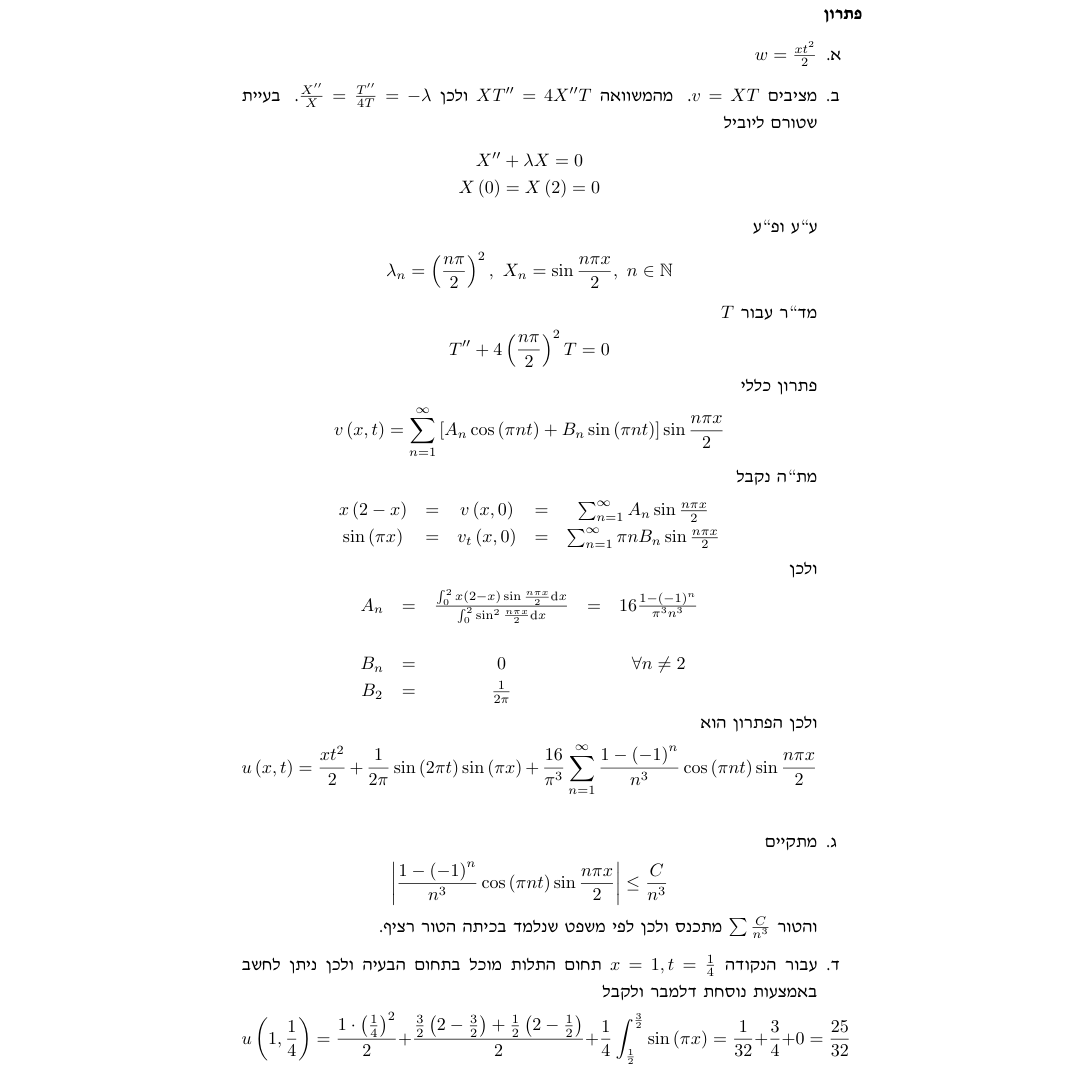 פתרון
א. $w = \frac{xt^2}{2}$
ב. מציבים $v = XT$. מהמשוואה $XT'' = 4X''T$ ולכן $\frac{X''}{X} = \frac{T''}{4T} = -\lambda$. בעיית
שטורם ליוביל
$X'' + \lambda X = 0$
$X(0) = X(2) = 0$
ע“ע ופ“ע
$\lambda_n = \left(\frac{n\pi}{2}\right)^2, \; X_n = \sin\frac{n\pi x}{2}, \; n \in \mathbb{N}$
מד“ר עבור $T$
$T'' + 4\left(\frac{n\pi}{2}\right)^2 T = 0$
פתרון כללי
$v(x,t) = \sum_{n=1}^{\infty} [A_n \cos(\pi nt) + B_n \sin(\pi nt)] \sin\frac{n\pi x}{2}$
מת“ה נקבל
$x(2-x) = v(x,0) = \sum_{n=1}^{\infty} A_n \sin\frac{n\pi x}{2}$
$\sin(\pi x) = v_t(x,0) = \sum_{n=1}^{\infty} \pi n B_n \sin\frac{n\pi x}{2}$
ולכן
$A_n = \frac{\int_0^2 x(2-x)\sin\frac{n\pi x}{2}\mathrm{d}x}{\int_0^2 \sin^2\frac{n\pi x}{2}\mathrm{d}x} = 16\frac{1-(-1)^n}{\pi^3 n^3}$
$B_n = 0 \quad \forall n \neq 2$
$B_2 = \frac{1}{2\pi}$
ולכן הפתרון הוא
$u(x,t) = \frac{xt^2}{2} + \frac{1}{2\pi}\sin(2\pi t)\sin(\pi x) + \frac{16}{\pi^3}\sum_{n=1}^{\infty}\frac{1-(-1)^n}{n^3}\cos(\pi nt)\sin\frac{n\pi x}{2}$
ג. מתקיים
$\left|\frac{1-(-1)^n}{n^3}\cos(\pi nt)\sin\frac{n\pi x}{2}\right| \leq \frac{C}{n^3}$
והטור $\sum \frac{C}{n^3}$ מתכנס ולכן לפי משפט שנלמד בכיתה הטור רציף.
ד. עבור הנקודה $x = 1, t = \frac{1}{4}$ תחום התלות מוכל בתחום הבעיה ולכן ניתן לחשב
באמצעות נוסחת דלמבר ולקבל
$u\left(1,\frac{1}{4}\right) = \frac{1\cdot\left(\frac{1}{4}\right)^2}{2} + \frac{\frac{3}{2}\left(2-\frac{3}{2}\right)+\frac{1}{2}\left(2-\frac{1}{2}\right)}{2} + \frac{1}{4}\int_{\frac{1}{2}}^{\frac{3}{2}}\sin(\pi x) = \frac{1}{32}+\frac{3}{4}+0 = \frac{25}{32}$